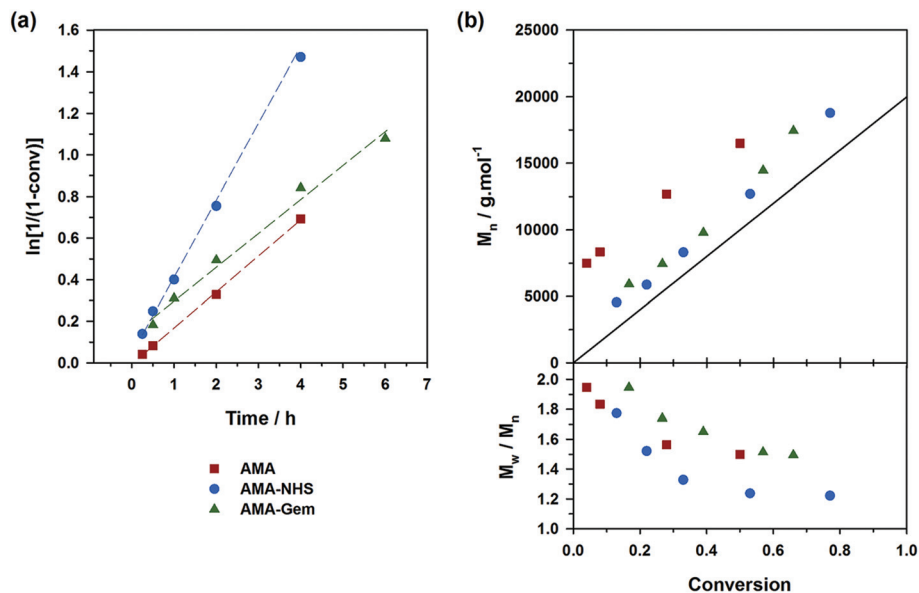 (a)
(b)
1.6
1.4
1.2
1.0
0.8
0.6
0.4
0.2
0.0
ln[1/(1-conv)]
0 1 2 3 4 5 6 7
Time / h
AMA
AMA-NHS
AMA-Gem
25000
20000
15000
10000
5000
0
Mₙ / g.mol⁻¹
2.0
1.8
1.6
1.4
1.2
1.0
M_w / Mₙ
0.0 0.2 0.4 0.6 0.8 1.0
Conversion